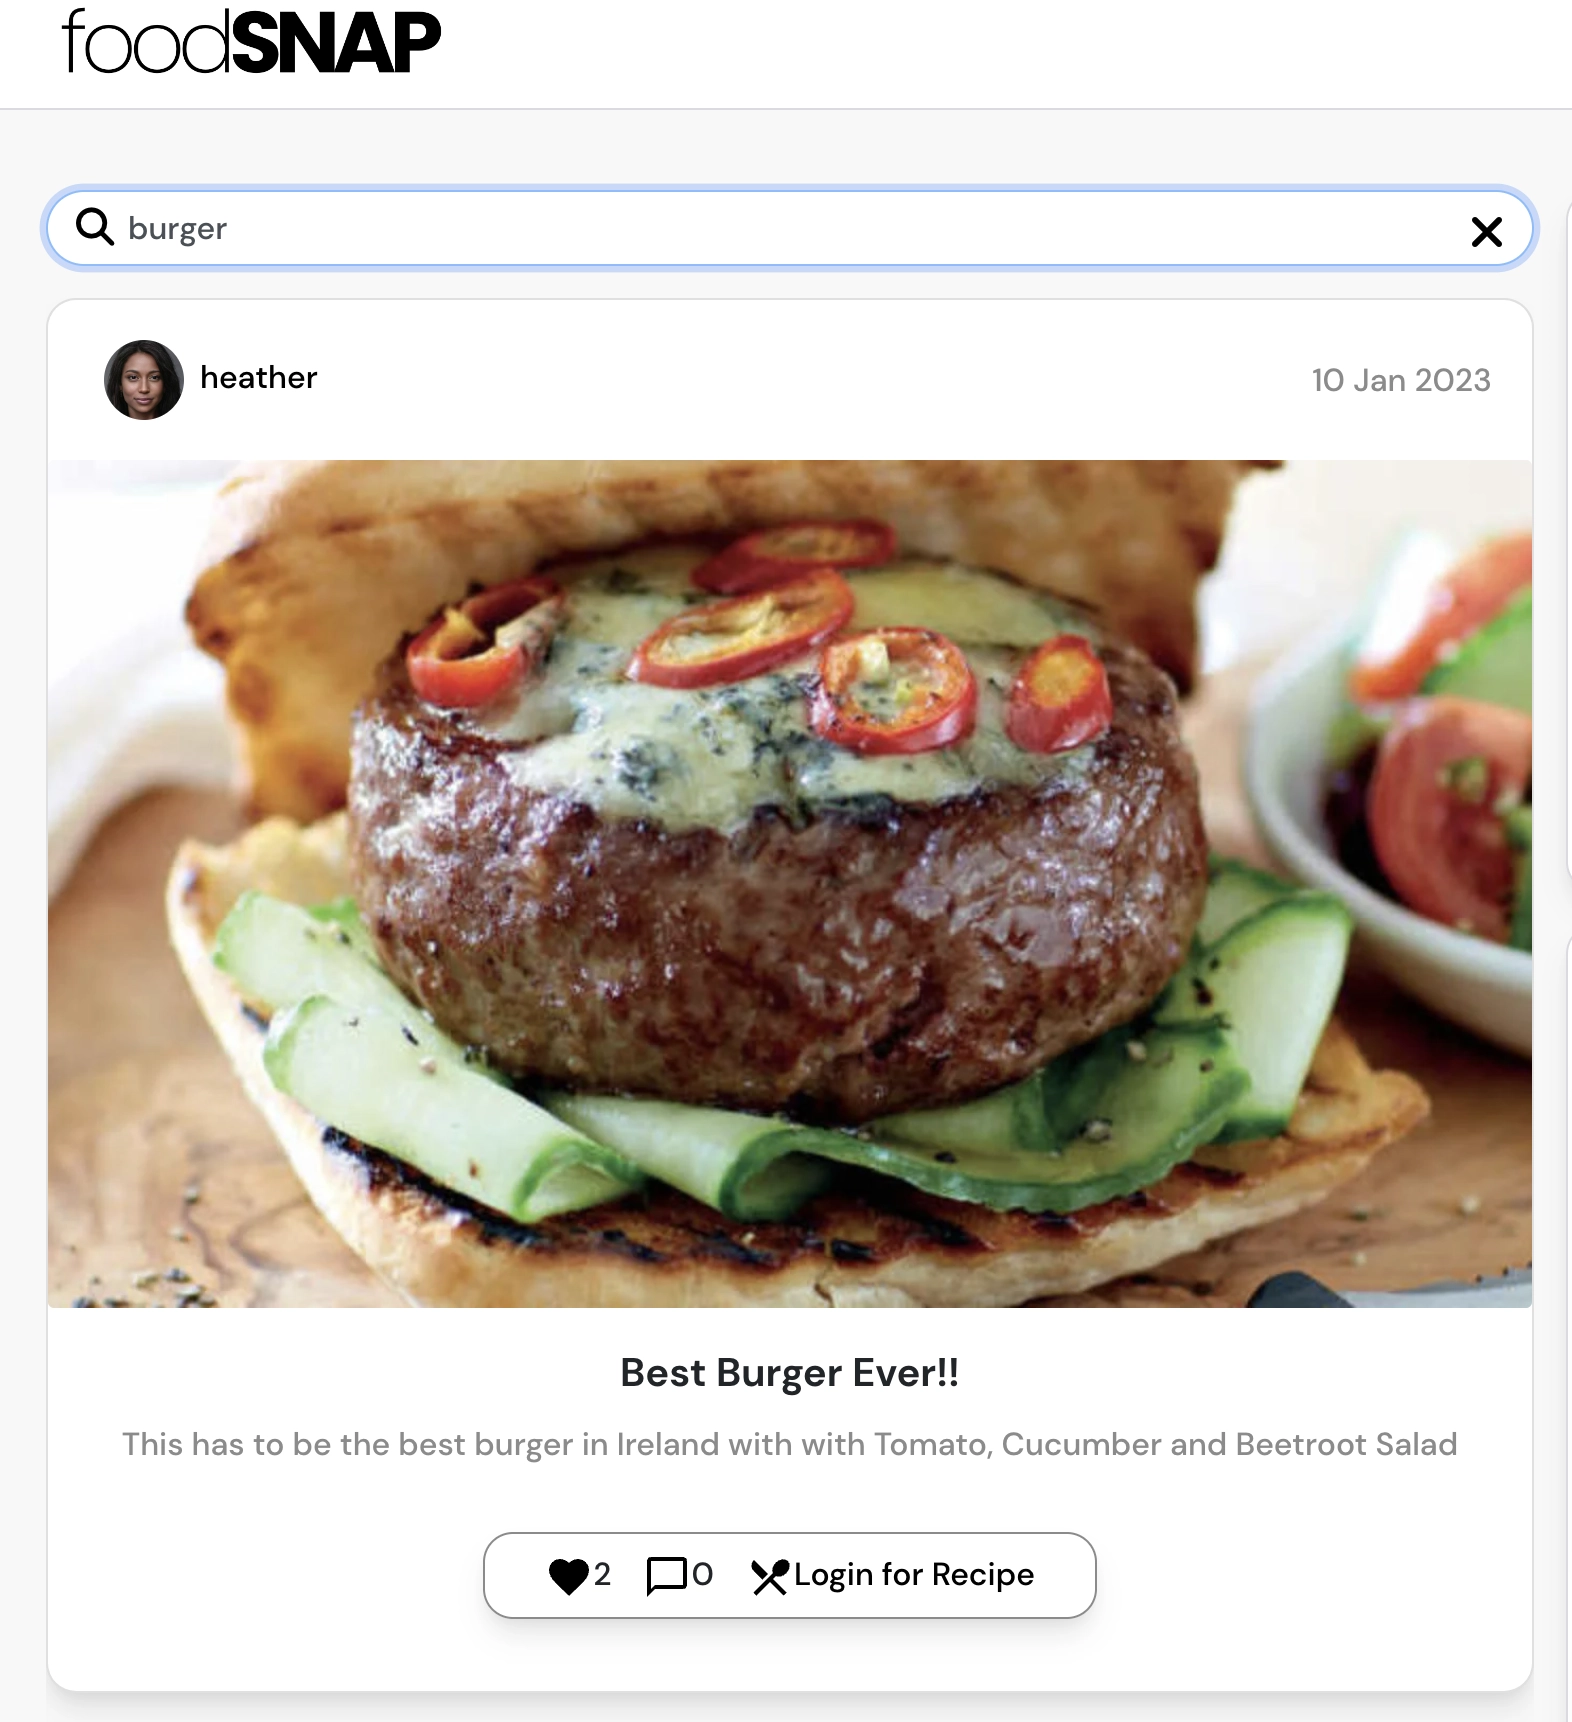 foodSNAP
burger
heather
10 Jan 2023
Best Burger Ever!!
This has to be the best burger in Ireland with with Tomato, Cucumber and Beetroot Salad
2 0 Login for Recipe